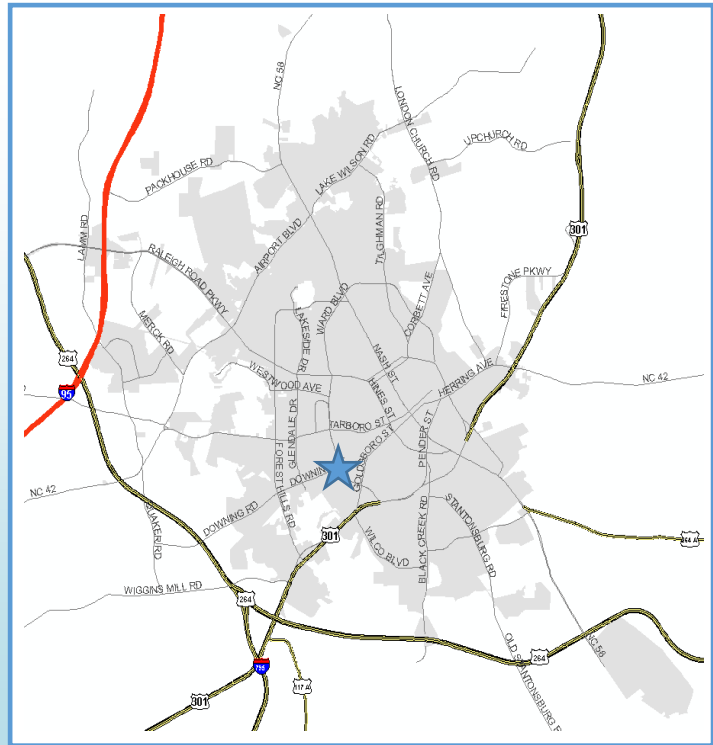 NC 58
LONDON CHURCH RD
UPCHURCH RD
LAKE WILSON RD
PACKHOUSE RD
TILGHMAN RD
LAMM RD
AIRPORT BLVD
301
RALEIGH ROAD PKWY
FIRESTONE PKWY
WARD BLVD
CORBETT AVE
LAKESIDE DR
MERCK RD
NASH ST
264
WESTWOOD AVE
HINES ST
HERRING AVE
NC 42
95
GLENDALE DR
TARBORO ST
PENDER ST
GOLDSBORO ST
FOREST HILLS RD
DOWNING
NC 42
QUAKER RD
DOWNING RD
STANTONSBURG RD
BLACK CREEK RD
301
WILCO BLVD
264 A
WIGGINS MILL RD
264
OLD STANTONSBURG R
NC 58
264
795
117 A
301